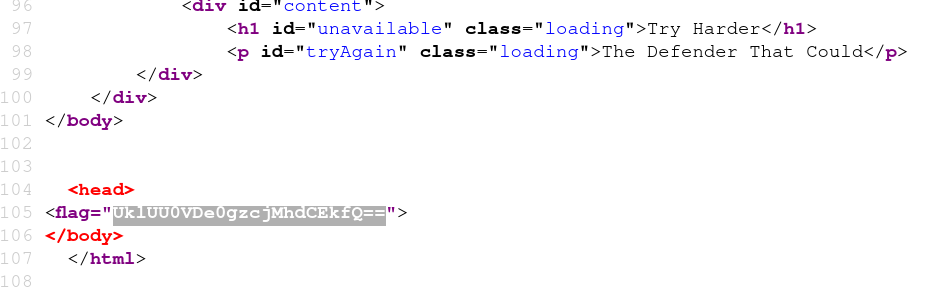 96 <div id="content">
97 <h1 id="unavailable" class="loading">Try Harder</h1>
98 <p id="tryAgain" class="loading">The Defender That Could</p>
99 </div>
100 </div>
101 </body>
102
103
104 <head>
105 <flag="UklUU0VDe0gzcjMhdCEkfQ==">
106 </body>
107 </html>
108